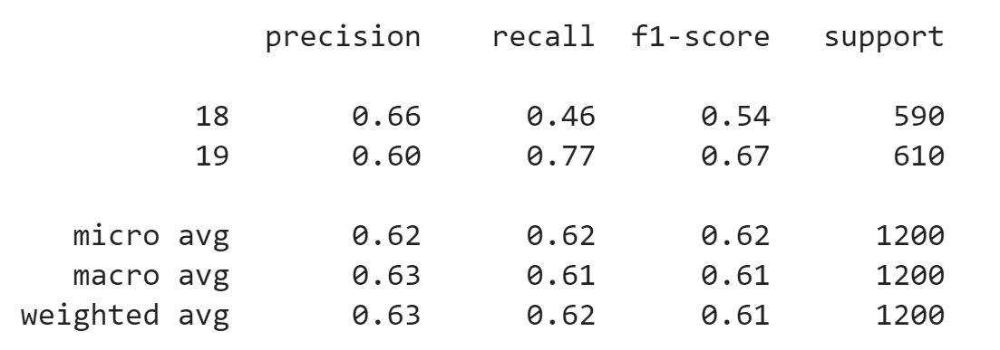 precision recall f1-score support
18 0.66 0.46 0.54 590
19 0.60 0.77 0.67 610
micro avg 0.62 0.62 0.62 1200
macro avg 0.63 0.61 0.61 1200
weighted avg 0.63 0.62 0.61 1200